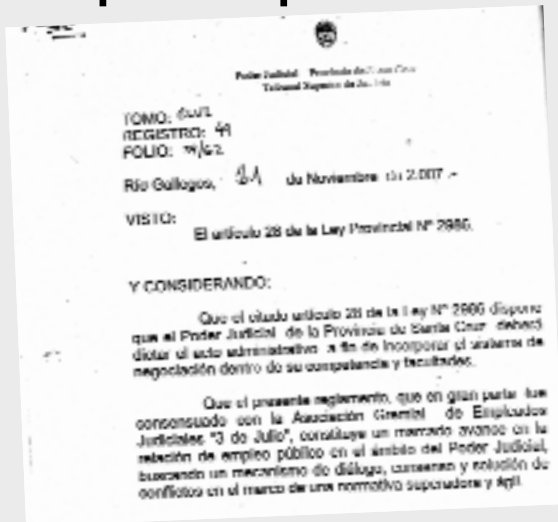 Poder Judicial Provincia de Santa Cruz
Tribunal Superior de Justicia
TOMO:
REGISTRO: 49
FOLIO: /62
Río Gallegos, 21 de Noviembre de 2.007.-
VISTO:
El artículo 28 de la Ley Provincial Nº 2986.
Y CONSIDERANDO:
Que el citado artículo 28 de la Ley Nº 2986 dispone
que el Poder Judicial de la Provincia de Santa Cruz deberá
dictar el acto administrativo a fin de incorporar el sistema de
negociación dentro de su competencia y facultades.
Que el presente reglamento, que en gran parte fue
consensuado con la Asociación Gremial de Empleados
Judiciales "3 de Julio", constituye un marcado avance en la
relación de empleo público en el ámbito del Poder Judicial,
buscando un mecanismo de diálogo, consenso y solución de
conflictos en el marco de una normativa superadora y ágil.